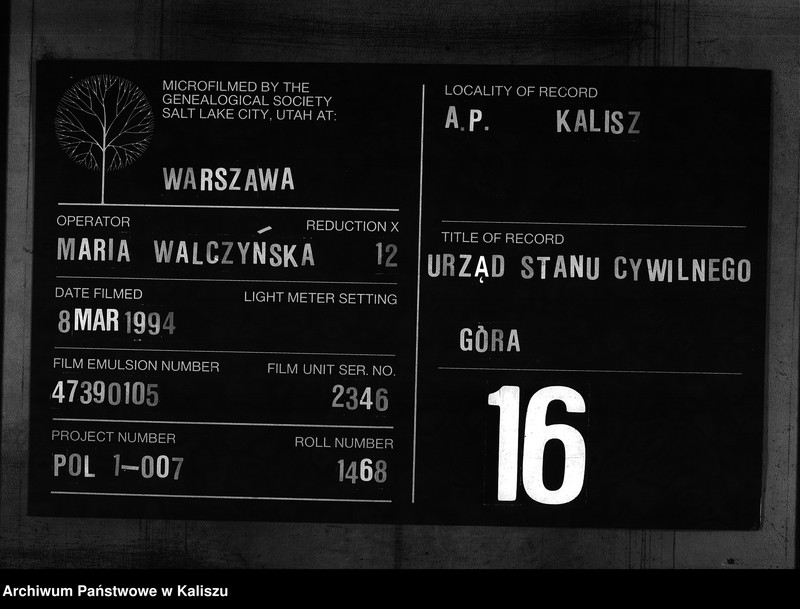 MICROFILMED BY THE
GENEALOGICAL SOCIETY
SALT LAKE CITY, UTAH AT:
WARSZAWA
OPERATOR REDUCTION X
MARIA WALCZYŃSKA 12
DATE FILMED LIGHT METER SETTING
8 MAR 1994
FILM EMULSION NUMBER FILM UNIT SER. NO.
47390105 2346
PROJECT NUMBER ROLL NUMBER
POL 1-007 1468
LOCALITY OF RECORD
A.P. KALISZ
TITLE OF RECORD
URZĄD STANU CYWILNEGO
GÒRA
16
Archiwum Państwowe w Kaliszu